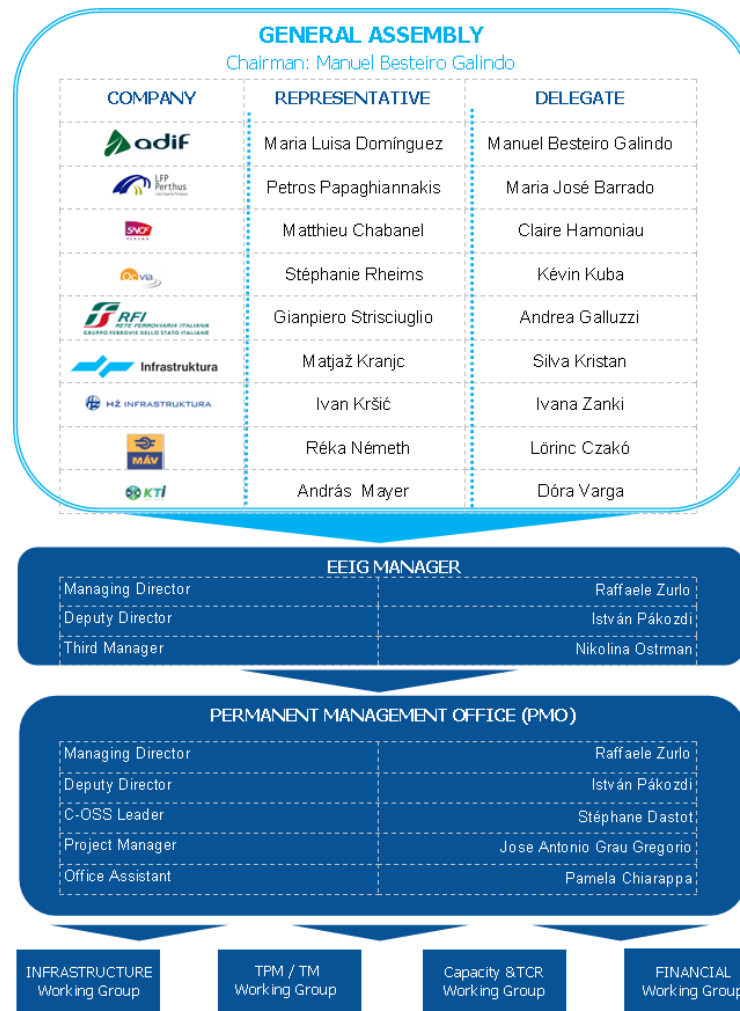 GENERAL ASSEMBLY
Chairman: Manuel Besteiro Galindo
COMPANY REPRESENTATIVE DELEGATE
adif Maria Luisa Domínguez Manuel Besteiro Galindo
LFP Perthus Petros Papaghiannakis Maria José Barrado
SNCF Matthieu Chabanel Claire Hamoniau
Oc via Stéphanie Rheims Kévin Kuba
RFI Gianpiero Strisciuglio Andrea Galluzzi
RETE FERROVIARIA ITALIANA
GRUPPO FERROVIE DELLO STATO ITALIANE
Infrastruktura Matjaž Kranjc Silva Kristan
HŽ INFRASTRUKTURA Ivan Kršić Ivana Zanki
MÁV Réka Németh Lőrinc Czakó
KTI András Mayer Dóra Varga
EEIG MANAGER
Managing Director Raffaele Zurlo
Deputy Director István Pákozdi
Third Manager Nikolina Ostrman
PERMANENT MANAGEMENT OFFICE (PMO)
Managing Director Raffaele Zurlo
Deputy Director István Pákozdi
C-OSS Leader Stéphane Dastot
Project Manager Jose Antonio Grau Gregorio
Office Assistant Pamela Chiarappa
INFRASTRUCTURE
Working Group
TPM / TM
Working Group
Capacity &TCR
Working Group
FINANCIAL
Working Group